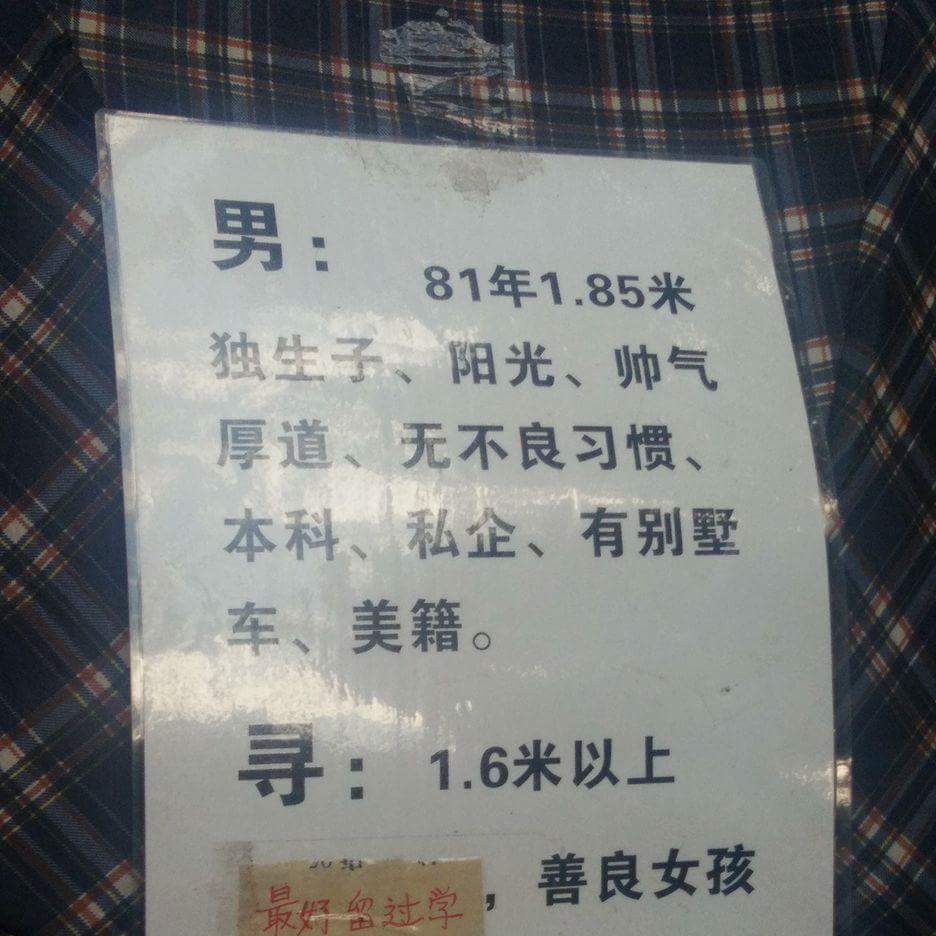 男： 81年1.85米
独生子、阳光、帅气
厚道、无不良习惯、
本科、私企、有别墅
车、美籍。
寻：1.6米以上
，善良女孩
最好留过学